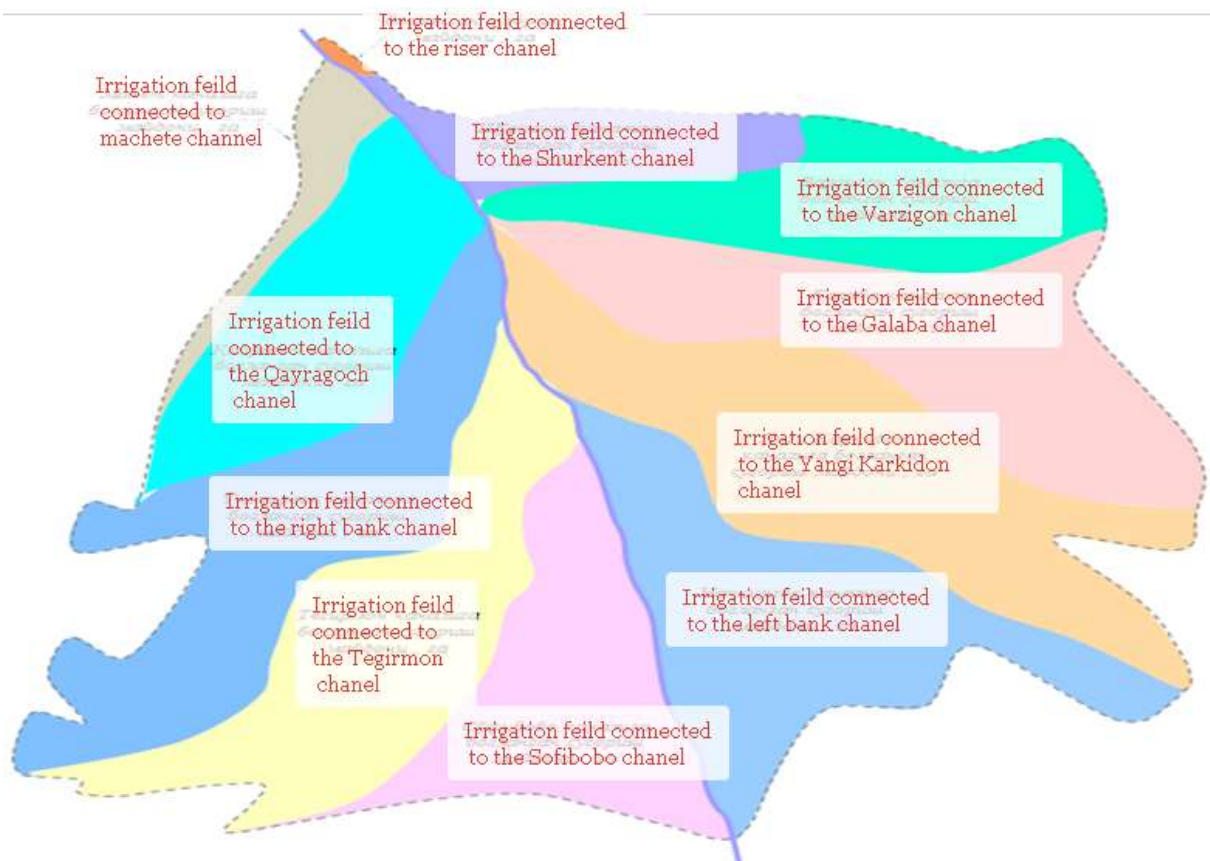 Irrigation feild connected
to the riser chanel
Irrigation feild
connected to
machete channel
Irrigation feild connected
to the Shurkent chanel
Irrigation feild connected
to the Varzigon chanel
Irrigation feild connected
to the Galaba chanel
Irrigation feild
connected to
the Qayragoch
chanel
Irrigation feild connected
to the Yangi Karkidon
chanel
Irrigation feild connected
to the right bank chanel
Irrigation feild
connected to
the Tegirmon
chanel
Irrigation feild connected
to the left bank chanel
Irrigation feild connected
to the Sofibobo chanel